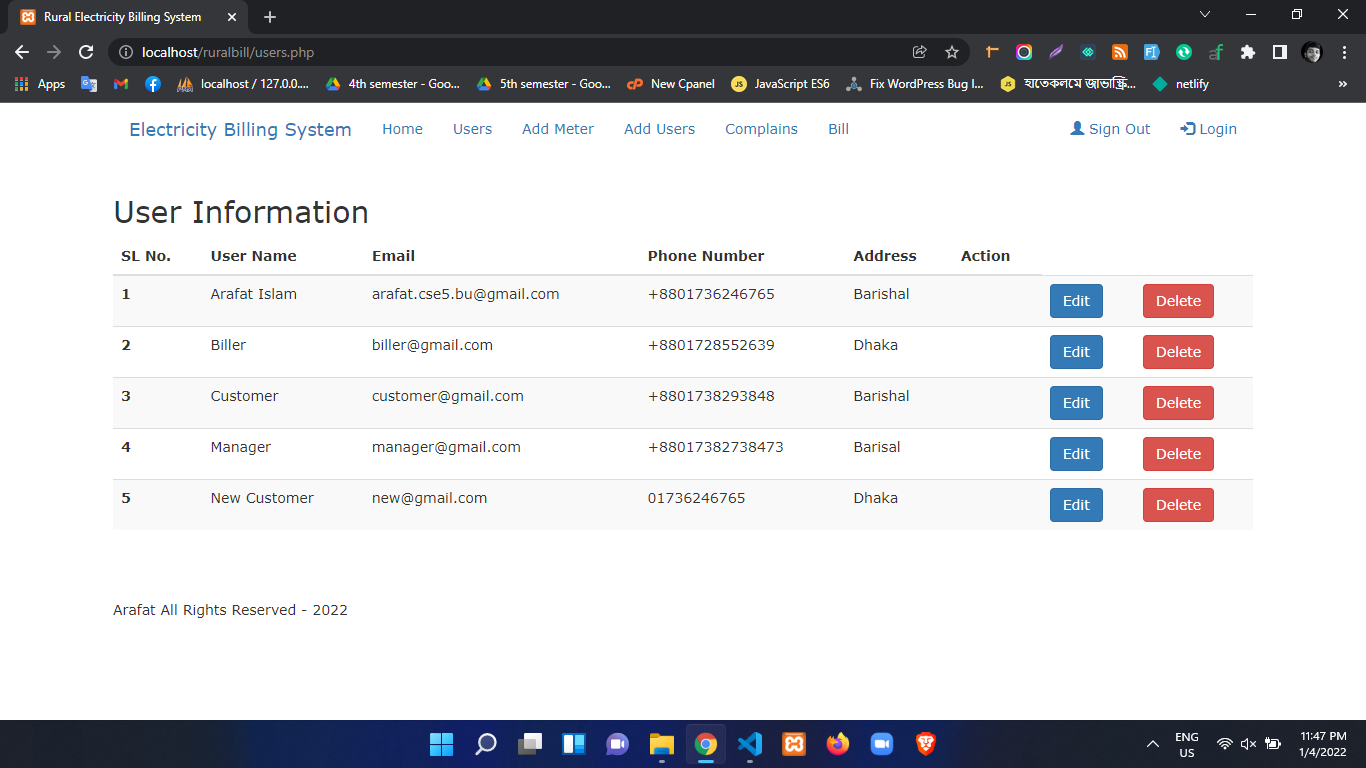 Rural Electricity Billing System
localhost/ruralbill/users.php
Apps localhost / 127.0.0.... 4th semester - Goo... 5th semester - Goo... New Cpanel JavaScript ES6 Fix WordPress Bug I... হাতেকলমে জাভাস্ক্রি... netlify
Electricity Billing System Home Users Add Meter Add Users Complains Bill Sign Out Login
User Information
SL No. User Name Email Phone Number Address Action
1 Arafat Islam arafat.cse5.bu@gmail.com +8801736246765 Barishal Edit Delete
2 Biller biller@gmail.com +8801728552639 Dhaka Edit Delete
3 Customer customer@gmail.com +8801738293848 Barishal Edit Delete
4 Manager manager@gmail.com +88017382738473 Barisal Edit Delete
5 New Customer new@gmail.com 01736246765 Dhaka Edit Delete
Arafat All Rights Reserved - 2022
ENG 11:47 PM
US 1/4/2022